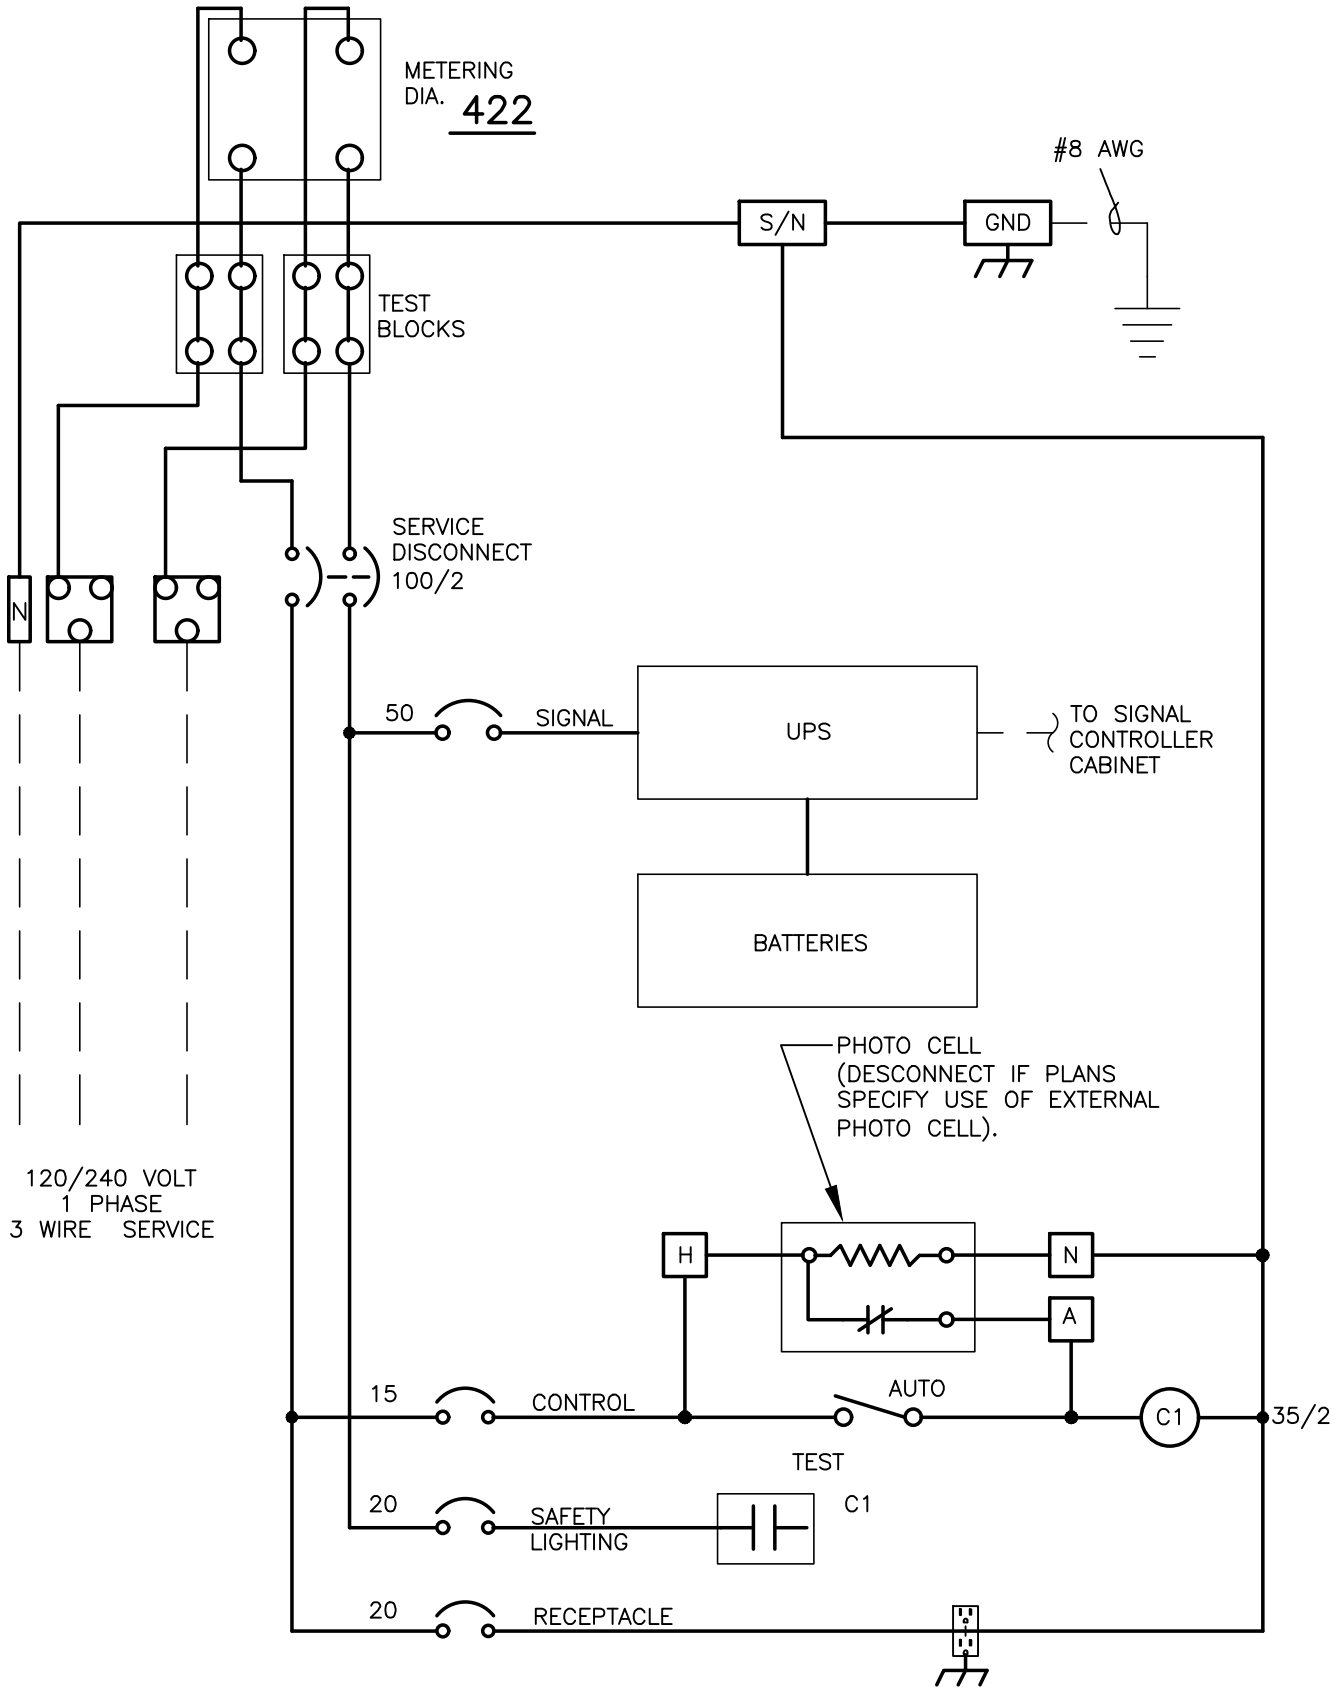 METERING
DIA. 422
#8 AWG
S/N
GND
TEST
BLOCKS
SERVICE
DISCONNECT
100/2
N
50
SIGNAL
UPS
TO SIGNAL
CONTROLLER
CABINET
BATTERIES
PHOTO CELL
(DESCONNECT IF PLANS
SPECIFY USE OF EXTERNAL
PHOTO CELL).
120/240 VOLT
1 PHASE
3 WIRE SERVICE
H
N
A
15
CONTROL
AUTO
C1
35/2
TEST
20
SAFETY
LIGHTING
C1
20
RECEPTACLE